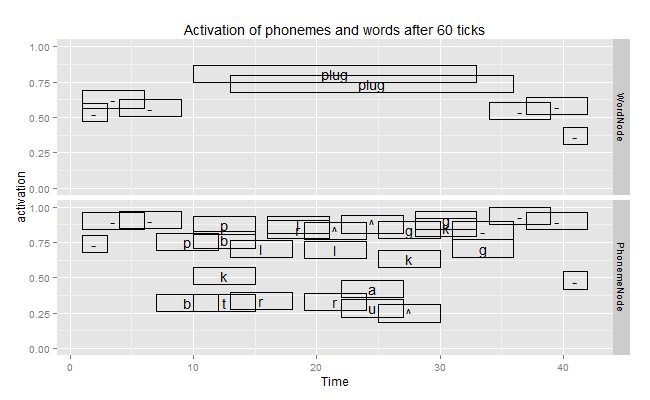 Activation of phonemes and words after 60 ticks
activation
1.00
0.75
0.50
0.25
0.00
plug
plug
- - - - - -
WordNode
1.00
0.75
0.50
0.25
0.00
- - - -
p l g
r ^ ^ g k -
p b
- l l g
k
k -
b t r r a
u ^
PhonemeNode
0 10 20 30 40
Time